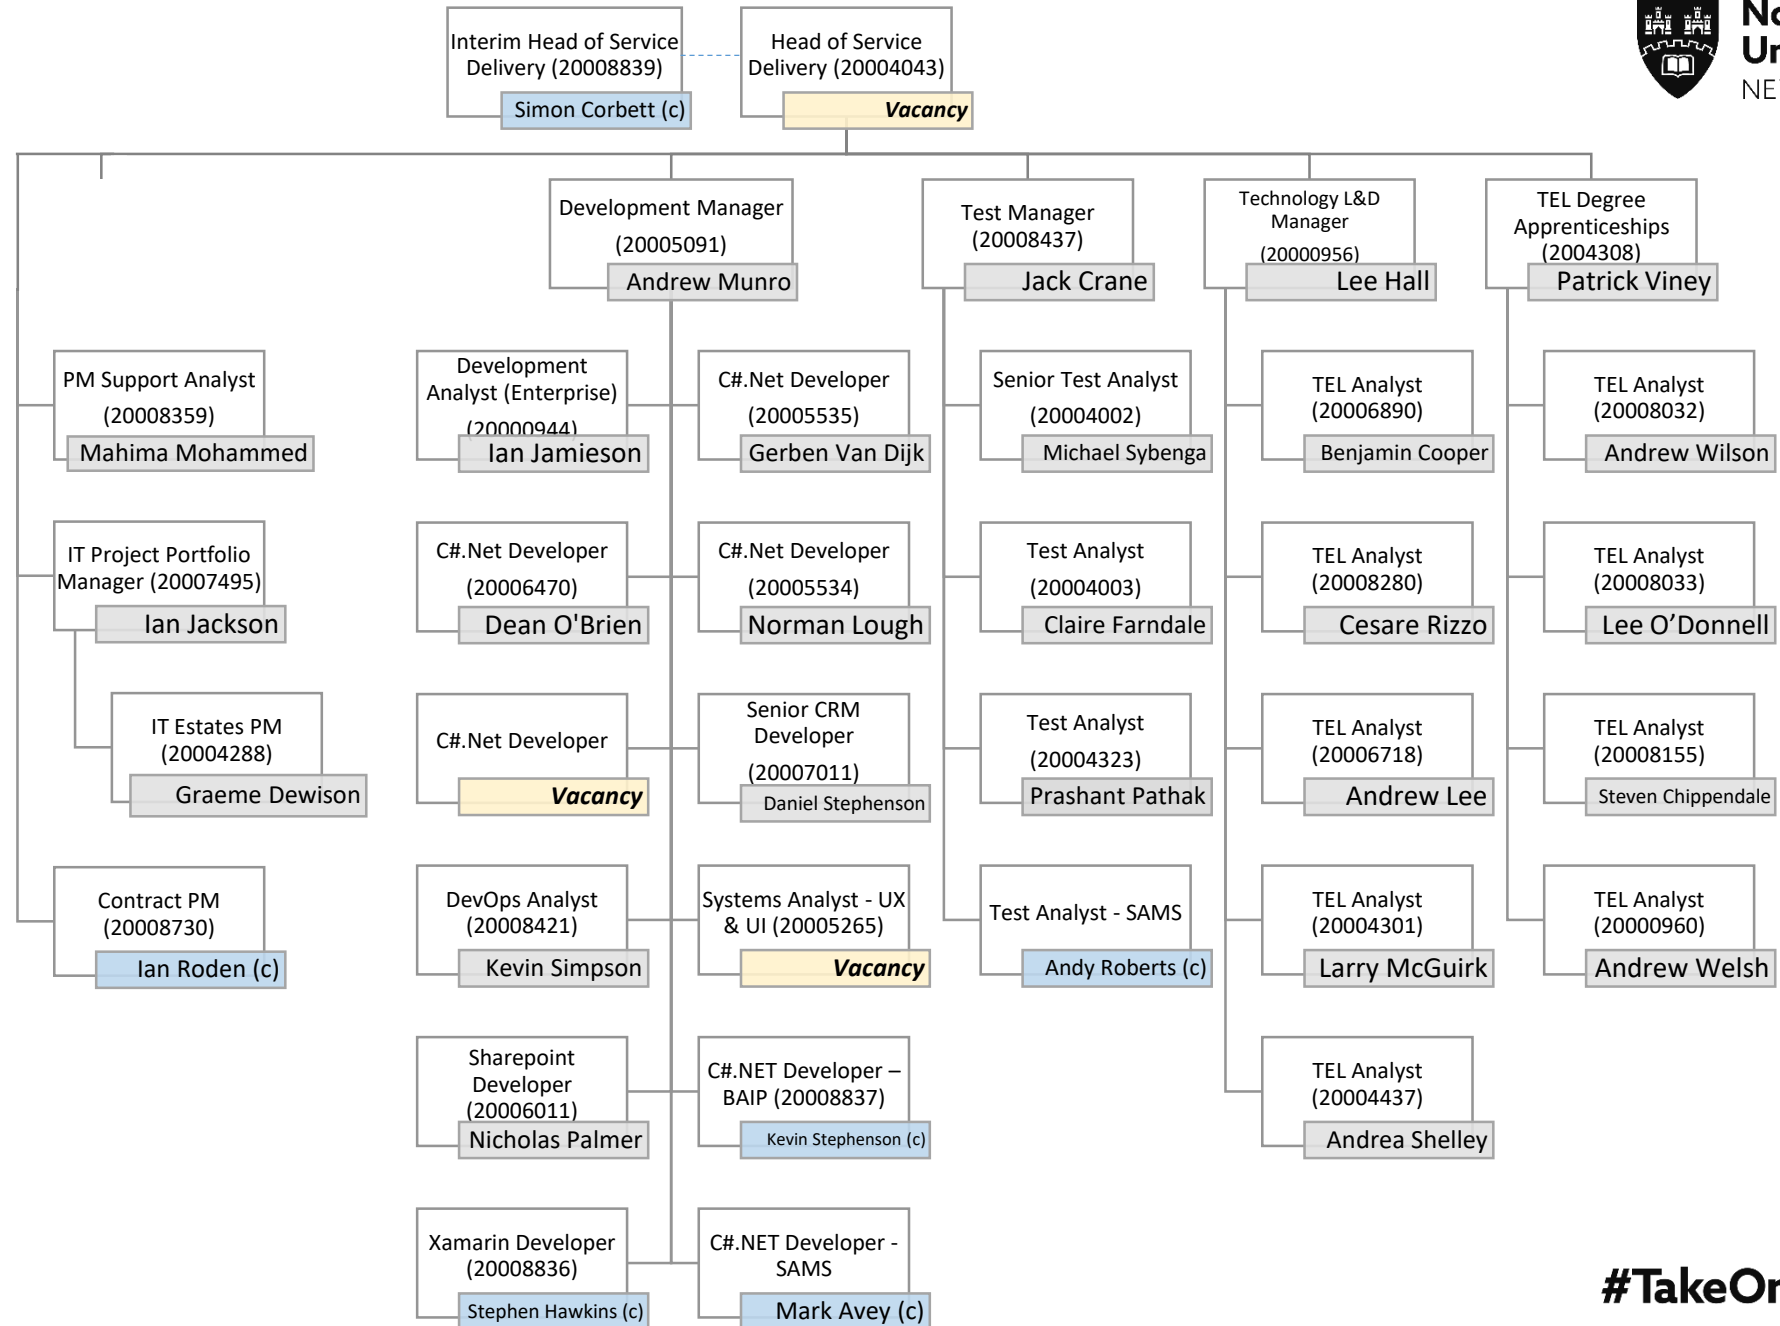 Interim Head of Service
Delivery (20008839)
Simon Corbett (c)
Head of Service
Delivery (20004043)
Vacancy
NE
Development Manager
(20005091)
Andrew Munro
Test Manager
(20008437)
Jack Crane
Technology L&D
Manager
(20000956)
Lee Hall
TEL Degree
Apprenticeships
(2004308)
Patrick Viney
PM Support Analyst
(20008359)
Mahima Mohammed
Development
Analyst (Enterprise)
(20000944)
Ian Jamieson
C#.Net Developer
(20005535)
Gerben Van Dijk
Senior Test Analyst
(20004002)
Michael Sybenga
TEL Analyst
(20006890)
Benjamin Cooper
TEL Analyst
(20008032)
Andrew Wilson
IT Project Portfolio
Manager (20007495)
Ian Jackson
C#.Net Developer
(20006470)
Dean O'Brien
C#.Net Developer
(20005534)
Norman Lough
Test Analyst
(20004003)
Claire Farndale
TEL Analyst
(20008280)
Cesare Rizzo
TEL Analyst
(20008033)
Lee O’Donnell
IT Estates PM
(20004288)
Graeme Dewison
C#.Net Developer
Vacancy
Senior CRM
Developer
(20007011)
Daniel Stephenson
Test Analyst
(20004323)
Prashant Pathak
TEL Analyst
(20006718)
Andrew Lee
TEL Analyst
(20008155)
Steven Chippendale
Contract PM
(20008730)
Ian Roden (c)
DevOps Analyst
(20008421)
Kevin Simpson
Systems Analyst - UX
& UI (20005265)
Vacancy
Test Analyst - SAMS
Andy Roberts (c)
TEL Analyst
(20004301)
Larry McGuirk
TEL Analyst
(20000960)
Andrew Welsh
Sharepoint
Developer
(20006011)
Nicholas Palmer
C#.NET Developer –
BAIP (20008837)
Kevin Stephenson (c)
TEL Analyst
(20004437)
Andrea Shelley
Xamarin Developer
(20008836)
Stephen Hawkins (c)
C#.NET Developer -
SAMS
Mark Avey (c)
#TakeOn